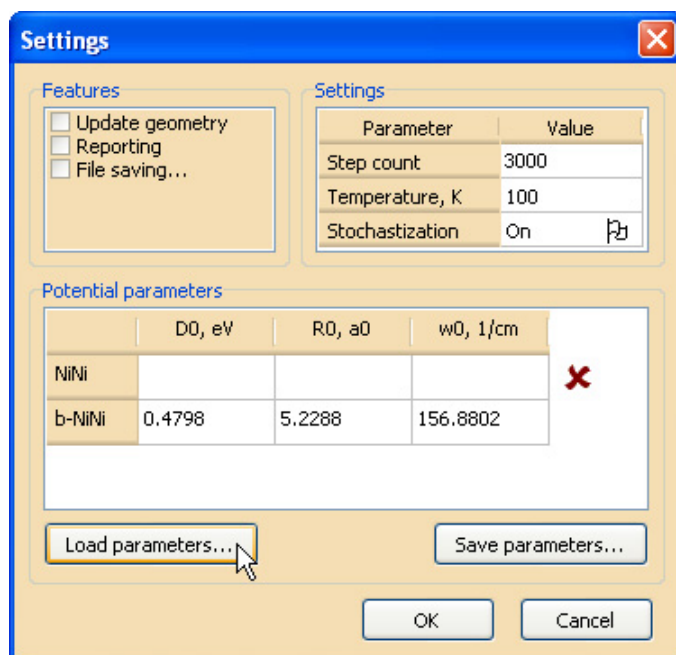 Settings
Features
Update geometry
Reporting
File saving...
Settings
Parameter Value
Step count 3000
Temperature, K 100
Stochastization On
Potential parameters
D0, eV R0, a0 w0, 1/cm
NiNi
b-NiNi 0.4798 5.2288 156.8802
Load parameters... Save parameters...
OK Cancel